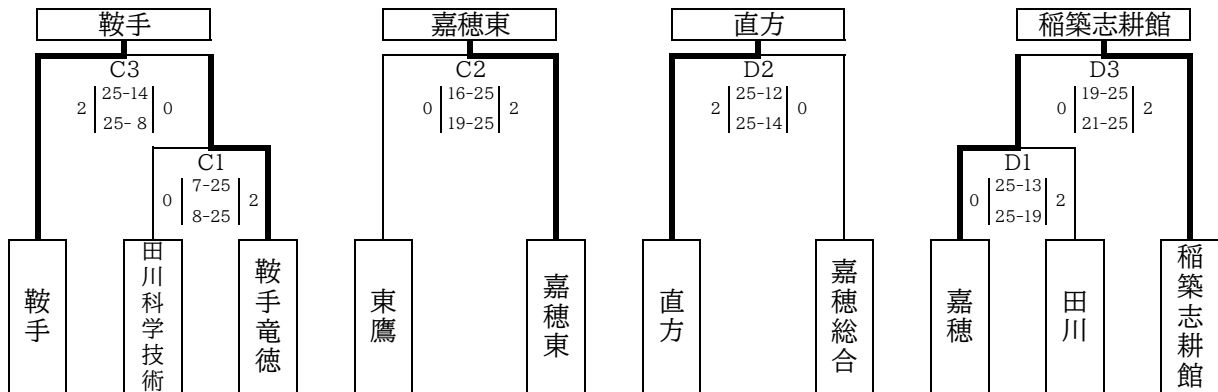 鞍手
嘉穂東
直方
稲築志耕館
C3
2 25-14 0
25- 8
C2
0 16-25 2
19-25
D2
2 25-12 0
25-14
D3
0 19-25 2
21-25
C1
0 7-25 2
8-25
D1
0 25-13 2
25-19
鞍手
田川科学技術
鞍手竜徳
東鷹
嘉穂東
直方
嘉穂総合
嘉穂
田川
稲築志耕館